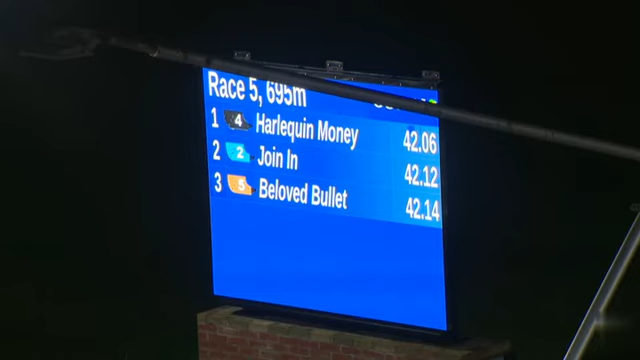 Race 5, 695m
1 4 Harlequin Money 42.06
2 2 Join In 42.12
3 5 Beloved Bullet 42.14